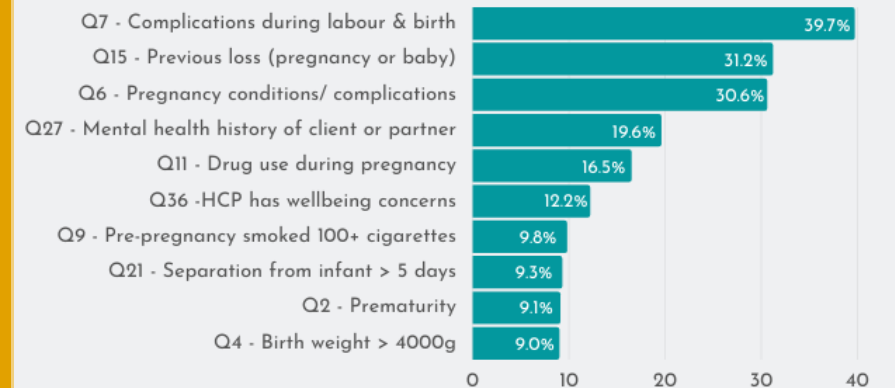 Q7 - Complications during labour & birth 39.7%
Q15 - Previous loss (pregnancy or baby) 31.2%
Q6 - Pregnancy conditions/ complications 30.6%
Q27 - Mental health history of client or partner 19.6%
Q11 - Drug use during pregnancy 16.5%
Q36 -HCP has wellbeing concerns 12.2%
Q9 - Pre-pregnancy smoked 100+ cigarettes 9.8%
Q21 - Separation from infant > 5 days 9.3%
Q2 - Prematurity 9.1%
Q4 - Birth weight > 4000g 9.0%
0 10 20 30 40